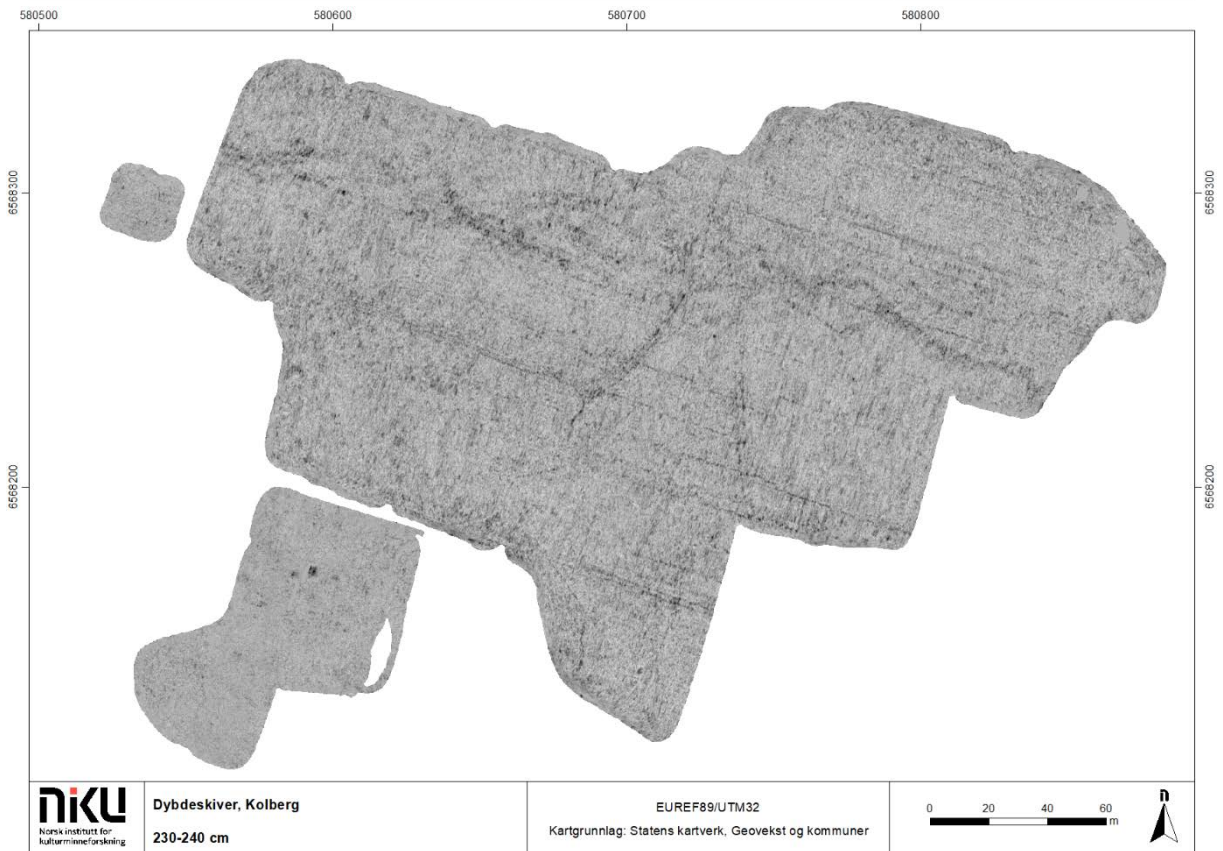 580500 580600 580700 580800
6568300 6568300
6568200 6568200
niku
Norsk institutt for
kulturminneforskning
Dybdeskiver, Kolberg
230-240 cm
EUREF89/UTM32
Kartgrunnlag: Statens kartverk, Geovekst og kommuner
0 20 40 60
m
n